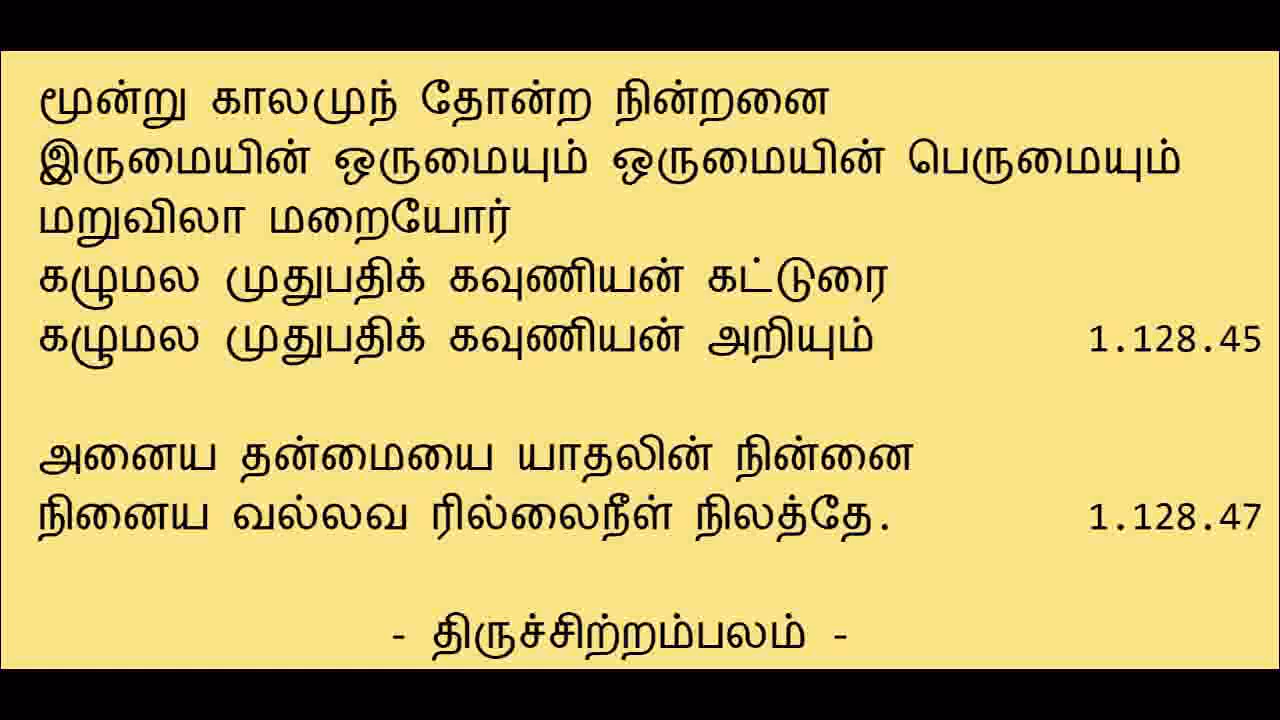 மூன்று காலமுந் தோன்ற நின்றனை
இருமையின் ஒருமையும் ஒருமையின் பெருமையும்
மறுவிலா மறையோர்
கழுமல முதுபதிக் கவுணியன் கட்டுரை
கழுமல முதுபதிக் கவுணியன் அறியும் 1.128.45
அனைய தன்மையை யாதலின் நின்னை
நினைய வல்லவ ரில்லைநீள் நிலத்தே. 1.128.47
- திருச்சிற்றம்பலம் -